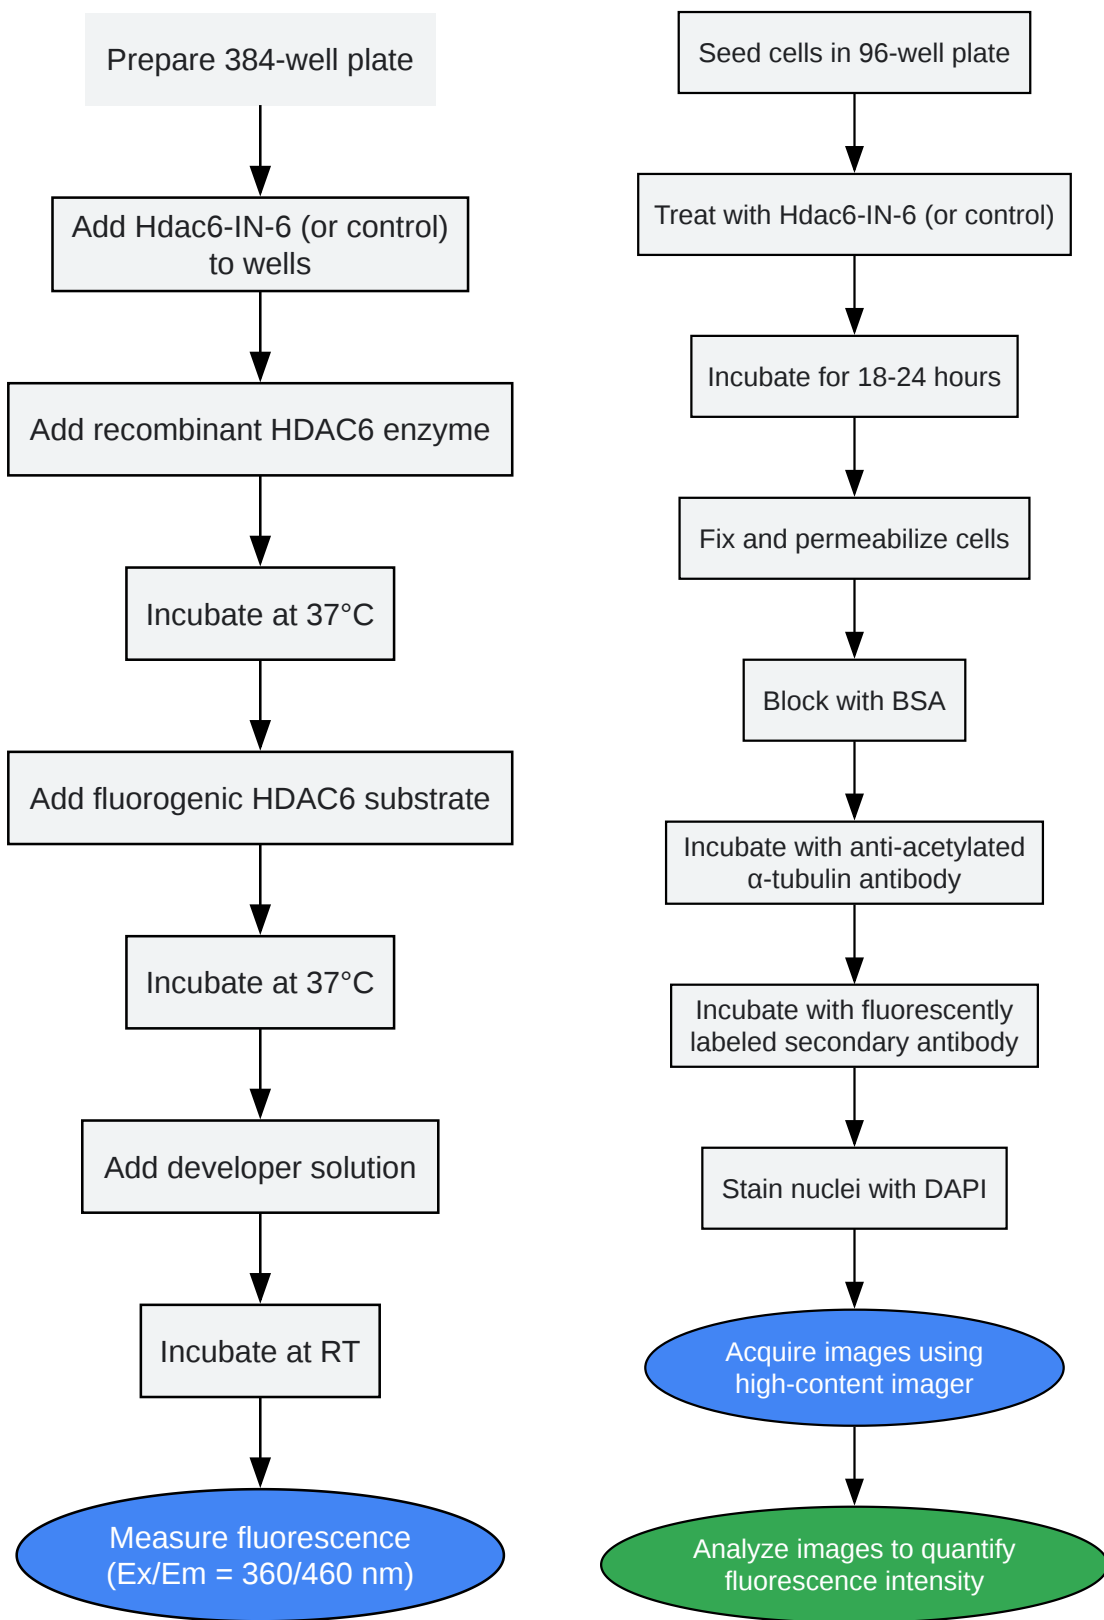 Prepare 384-well plate
Add Hdac6-IN-6 (or control)
to wells
Add recombinant HDAC6 enzyme
Incubate at 37°C
Add fluorogenic HDAC6 substrate
Incubate at 37°C
Add developer solution
Incubate at RT
Measure fluorescence
(Ex/Em = 360/460 nm)
Seed cells in 96-well plate
Treat with Hdac6-IN-6 (or control)
Incubate for 18-24 hours
Fix and permeabilize cells
Block with BSA
Incubate with anti-acetylated
α-tubulin antibody
Incubate with fluorescently
labeled secondary antibody
Stain nuclei with DAPI
Acquire images using
high-content imager
Analyze images to quantify
fluorescence intensity